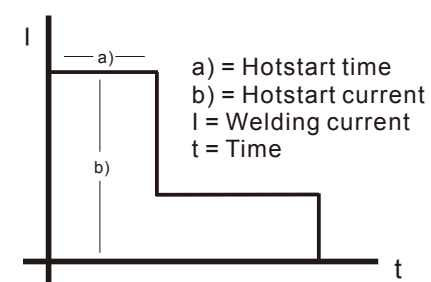 I
a)
b)
a) = Hotstart time
b) = Hotstart current
I = Welding current
t = Time
t